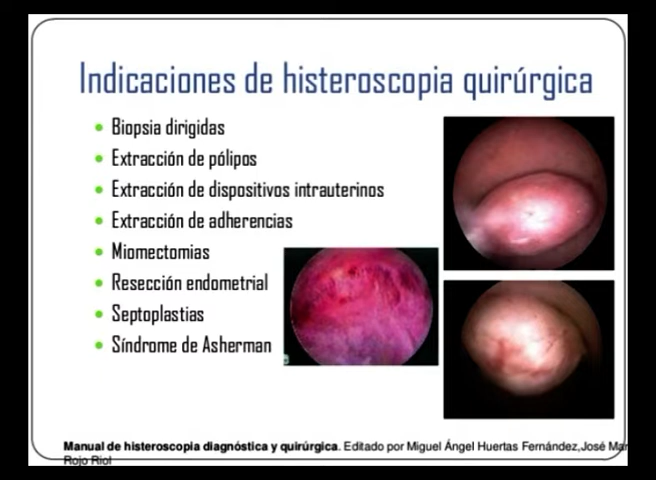 Indicaciones de histeroscopia quirúrgica
Biopsia dirigidas
Extracción de pólipos
Extracción de dispositivos intrauterinos
Extracción de adherencias
Miomectomias
Resección endometrial
Septoplastias
Síndrome de Asherman
Manual de histeroscopia diagnóstica y quirúrgica. Editado por Miguel Ángel Huertas Fernández,José Mar
Rojo Riol